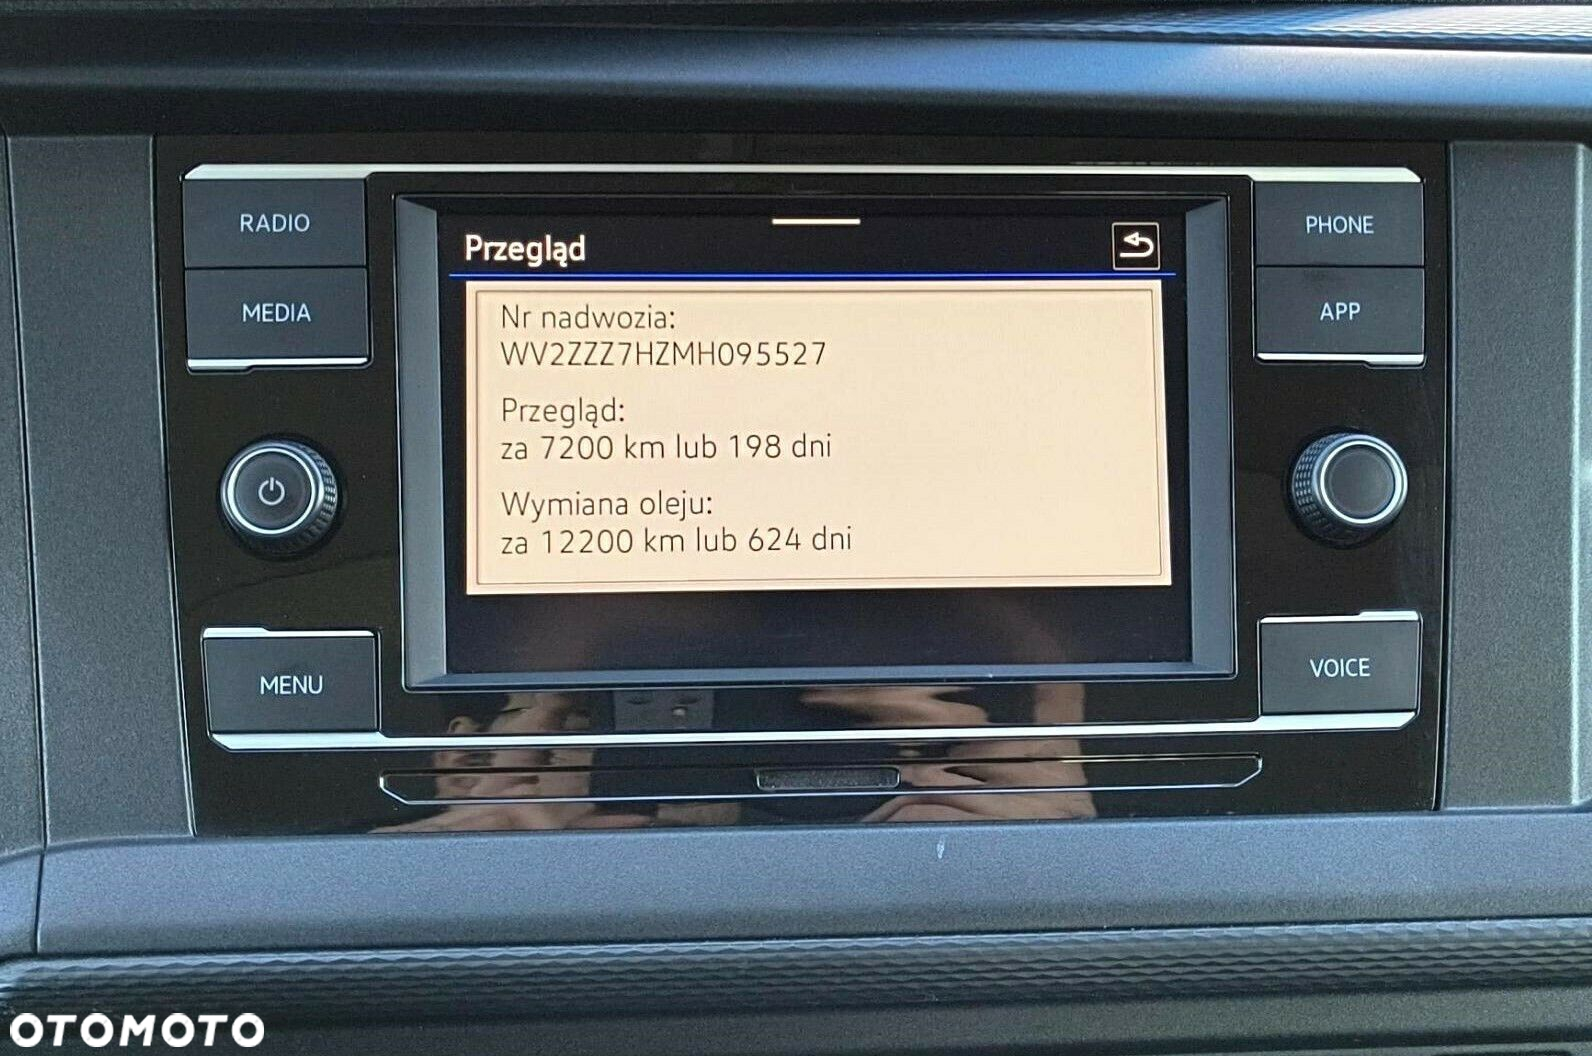 RADIO
MEDIA
MENU
Przegląd
Nr nadwozia:
WV2ZZZ7HZMH095527
Przegląd:
za 7200 km lub 198 dni
Wymiana oleju:
za 12200 km lub 624 dni
PHONE
APP
VOICE
OTOMOTO